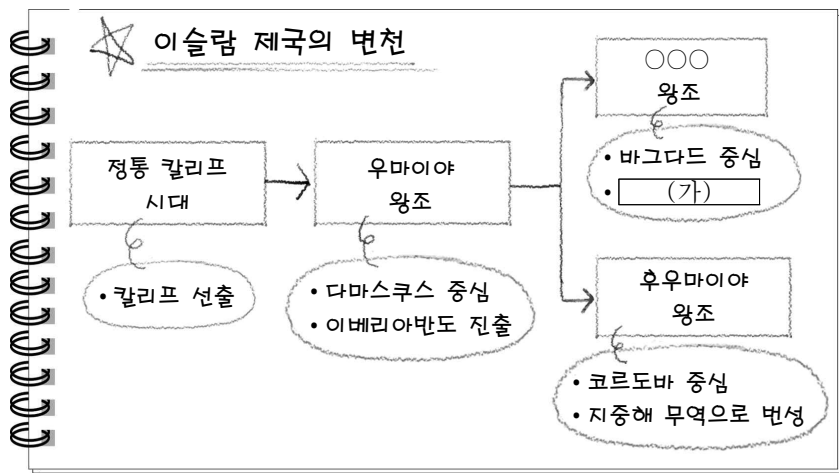 이슬람 제국의 변천
정통 칼리프
시대
• 칼리프 선출
우마이야
왕조
• 다마스쿠스 중심
• 이베리아반도 진출
○○○
왕조
• 바그다드 중심
• (가)
후우마이야
왕조
• 코르도바 중심
• 지중해 무역으로 번성